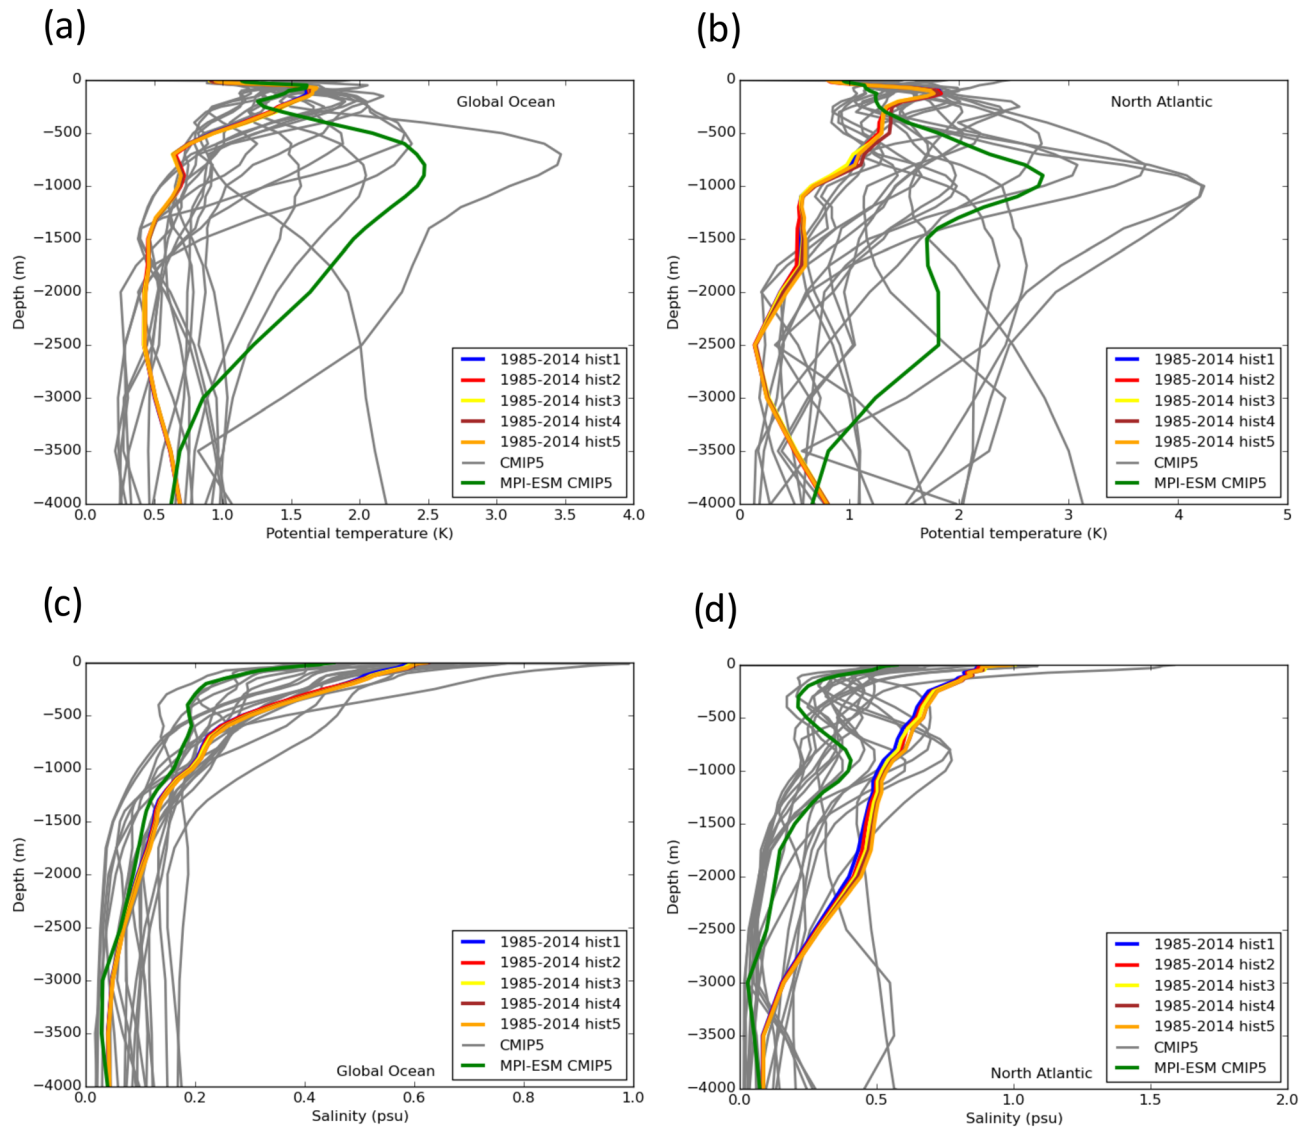 (a)
Global Ocean
0
−500
−1000
−1500
−2000
−2500
−3000
−3500
−4000
Depth (m)
1985-2014 hist1
1985-2014 hist2
1985-2014 hist3
1985-2014 hist4
1985-2014 hist5
CMIP5
MPI-ESM CMIP5
0.0 0.5 1.0 1.5 2.0 2.5 3.0 3.5 4.0
Potential temperature (K)
(b)
North Atlantic
0
−500
−1000
−1500
−2000
−2500
−3000
−3500
−4000
Depth (m)
1985-2014 hist1
1985-2014 hist2
1985-2014 hist3
1985-2014 hist4
1985-2014 hist5
CMIP5
MPI-ESM CMIP5
0 1 2 3 4 5
Potential temperature (K)
(c)
0
−500
−1000
−1500
−2000
−2500
−3000
−3500
−4000
Depth (m)
1985-2014 hist1
1985-2014 hist2
1985-2014 hist3
1985-2014 hist4
1985-2014 hist5
CMIP5
MPI-ESM CMIP5
Global Ocean
0.0 0.2 0.4 0.6 0.8 1.0
Salinity (psu)
(d)
0
−500
−1000
−1500
−2000
−2500
−3000
−3500
−4000
Depth (m)
1985-2014 hist1
1985-2014 hist2
1985-2014 hist3
1985-2014 hist4
1985-2014 hist5
CMIP5
MPI-ESM CMIP5
North Atlantic
0.0 0.5 1.0 1.5 2.0
Salinity (psu)